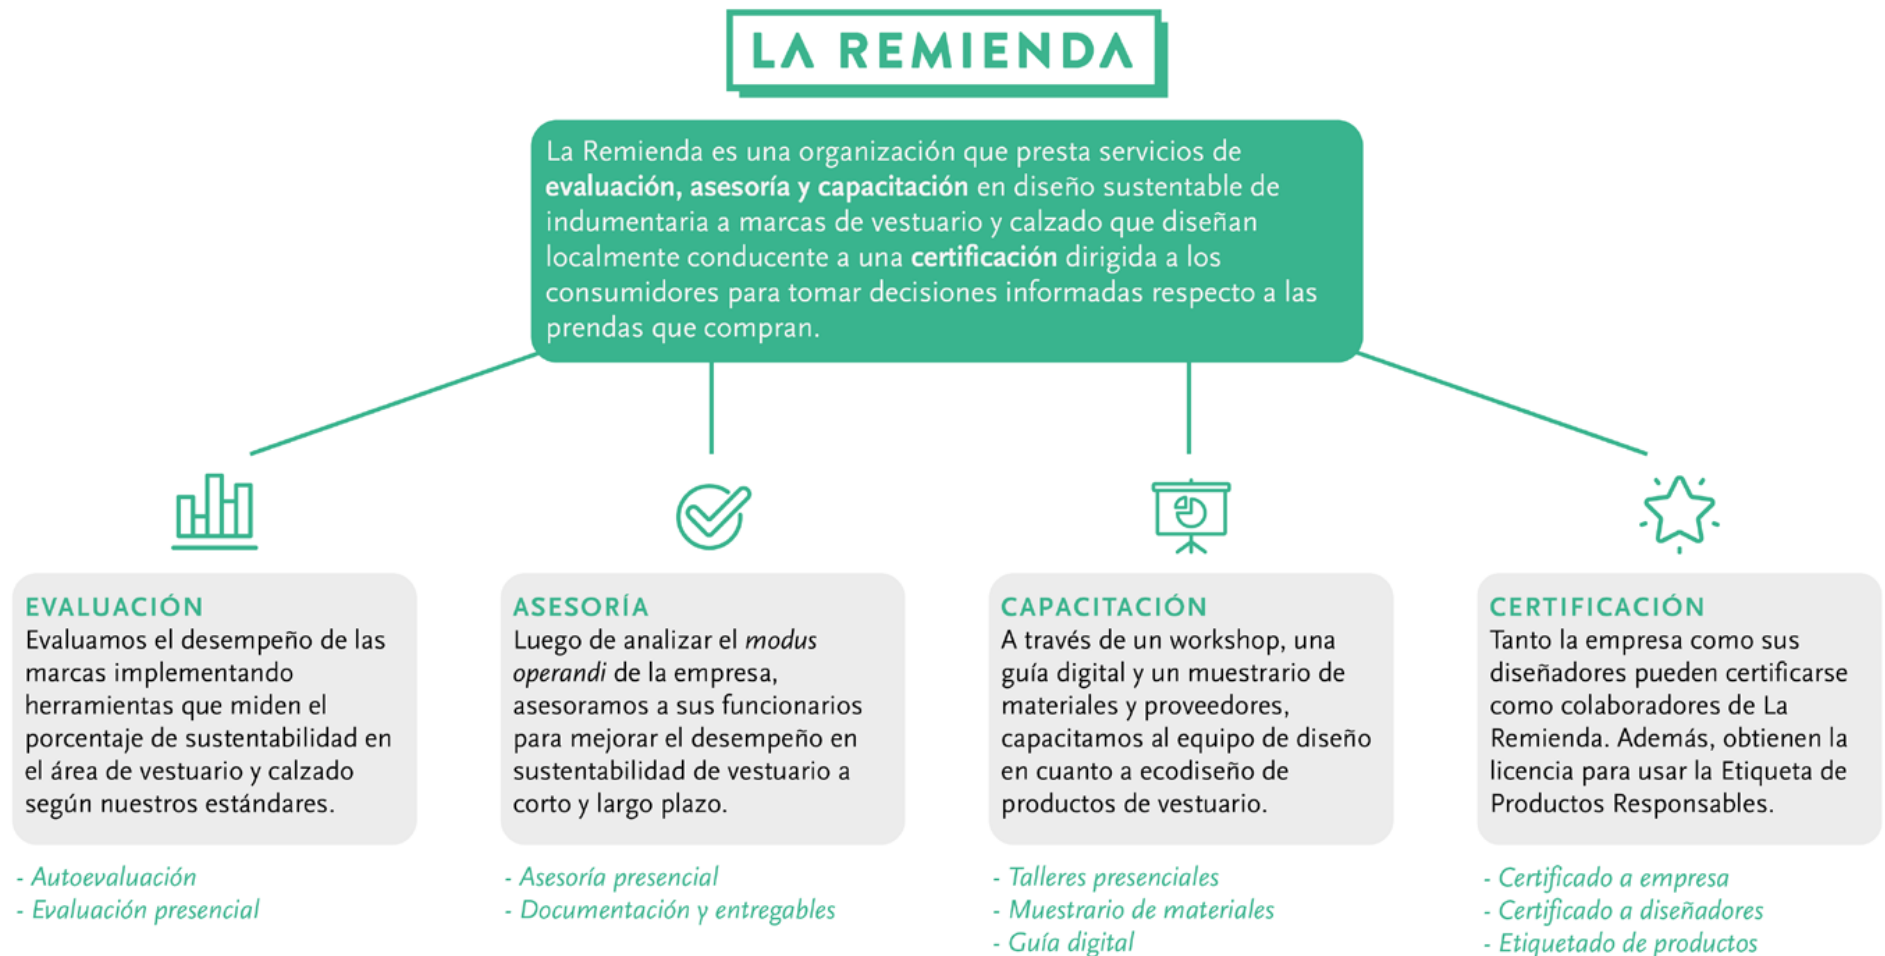 LA REMIENDA
La Remienda es una organización que presta servicios de
evaluación, asesoría y capacitación en diseño sustentable de
indumentaria a marcas de vestuario y calzado que diseñan
localmente conducente a una certificación dirigida a los
consumidores para tomar decisiones informadas respecto a las
prendas que compran.
EVALUACIÓN
Evaluamos el desempeño de las
marcas implementando
herramientas que miden el
porcentaje de sustentabilidad en
el área de vestuario y calzado
según nuestros estándares.
- Autoevaluación
- Evaluación presencial
ASESORÍA
Luego de analizar el modus
operandi de la empresa,
asesoramos a sus funcionarios
para mejorar el desempeño en
sustentabilidad de vestuario a
corto y largo plazo.
- Asesoría presencial
- Documentación y entregables
CAPACITACIÓN
A través de un workshop, una
guía digital y un muestrario de
materiales y proveedores,
capacitamos al equipo de diseño
en cuanto a ecodiseño de
productos de vestuario.
- Talleres presenciales
- Muestrario de materiales
- Guía digital
CERTIFICACIÓN
Tanto la empresa como sus
diseñadores pueden certificarse
como colaboradores de La
Remienda. Además, obtienen la
licencia para usar la Etiqueta de
Productos Responsables.
- Certificado a empresa
- Certificado a diseñadores
- Etiquetado de productos